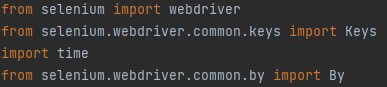 from selenium import webdriver
from selenium.webdriver.common.keys import Keys
import time
from selenium.webdriver.common.by import By